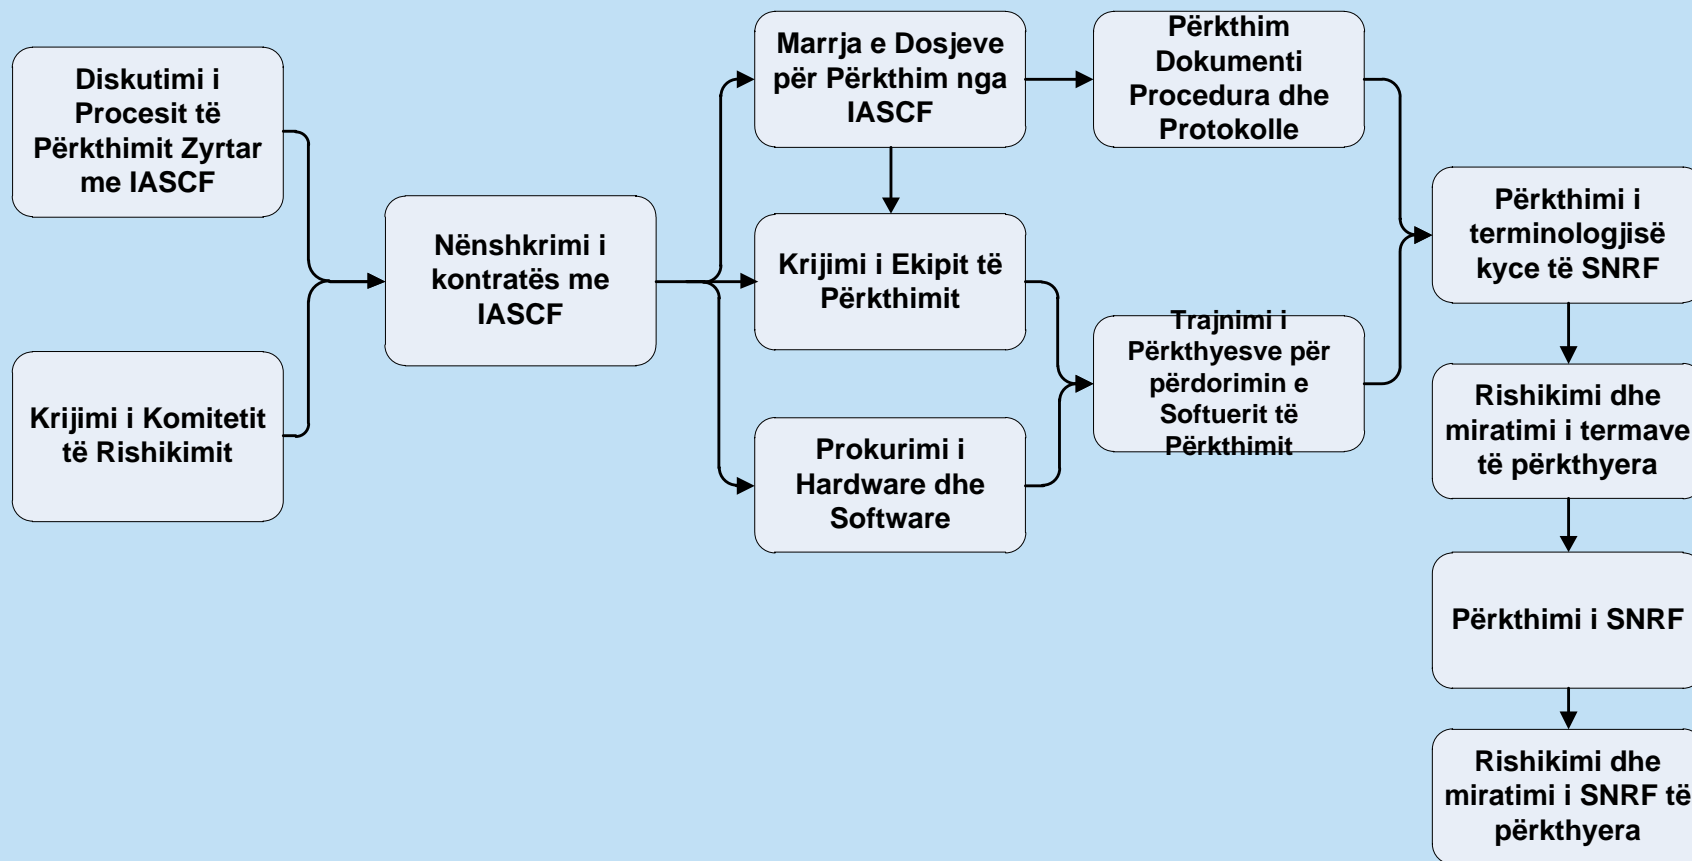 Diskutimi i
Procesit të
Përkthimit Zyrtar
me IASCF
Krijimi i Komitetit
të Rishikimit
Nënshkrimi i
kontratës me
IASCF
Marrja e Dosjeve
për Përkthim nga
IASCF
Krijimi i Ekipit të
Përkthimit
Prokurimi i
Hardware dhe
Software
Përkthim
Dokumenti
Procedura dhe
Protokolle
Trajnimi i
Përkthyesve për
përdorimin e
Softuerit të
Përkthimit
Përkthimi i
terminologjisë
kyce të SNRF
Rishikimi dhe
miratimi i termave
të përkthyera
Përkthimi i SNRF
Rishikimi dhe
miratimi i SNRF të
përkthyera